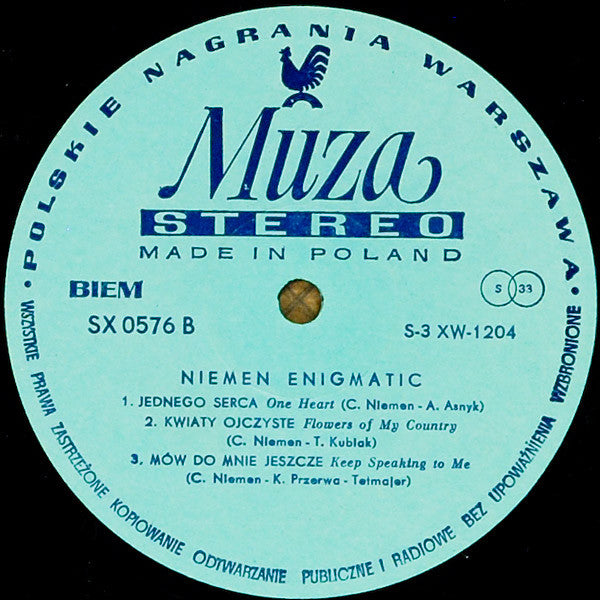 • POLSKIE NAGRANIA WARSZAWA •
Muza
STEREO
MADE IN POLAND
BIEM
S 33
SX 0576 B
S-3 XW-1204
NIEMEN ENIGMATIC
1. JEDNEGO SERCA One Heart (C. Niemen - A. Asnyk)
2. KWIATY OJCZYSTE Flowers of My Country
(C. Niemen - T. Kubiak)
3. MÓW DO MNIE JESZCZE Keep Speaking to Me
(C. Niemen - K. Przerwa - Tetmajer)
WSZYSTKIE PRAWA ZASTRZEŻONE KOPIOWANIE ODTWARZANIE PUBLICZNE I RADIOWE BEZ UPOWAŻNIENIA WZBRONIONE